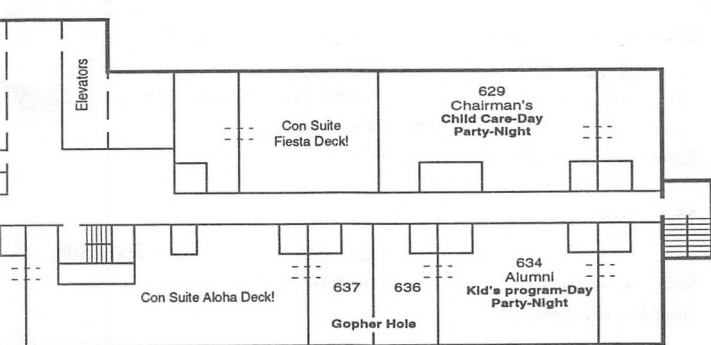 Elevators
Con Suite
Fiesta Deck!
629
Chairman's
Child Care-Day
Party-Night
Con Suite Aloha Deck!
637
636
Gopher Hole
634
Alumni
Kid's program-Day
Party-Night